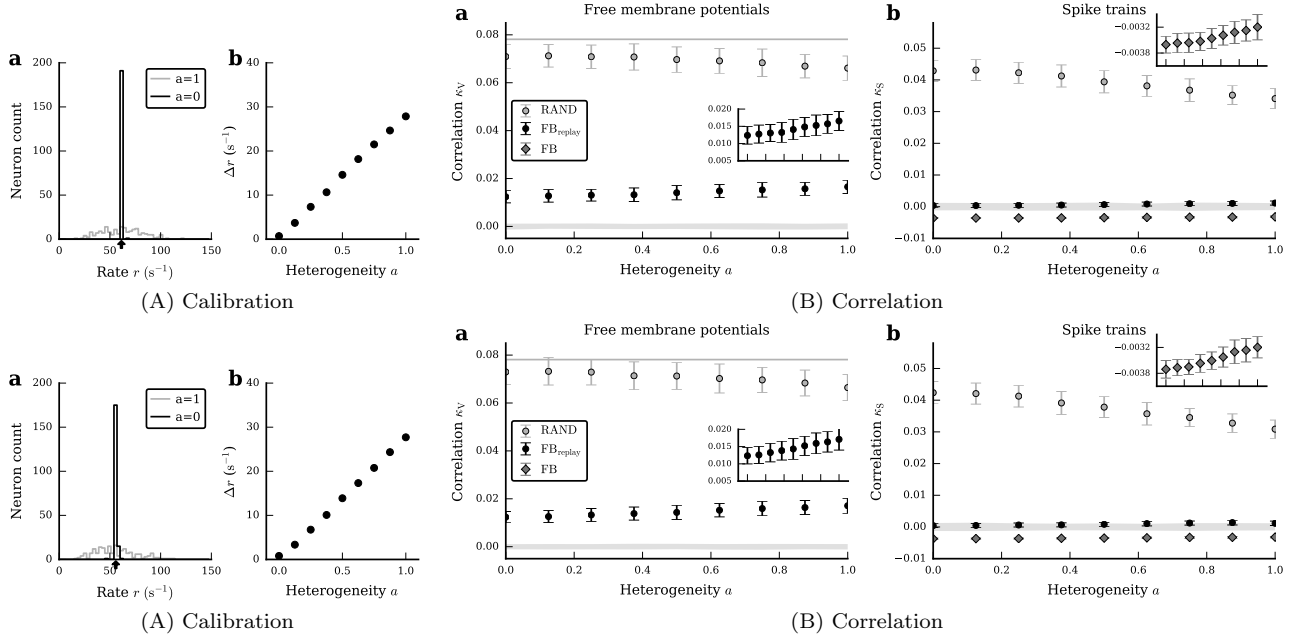 a
200
150
100
50
0
Neuron count
a=1
a=0
0 50 100 150
Rate r (s⁻¹)
b
40
30
20
10
0
Δr (s⁻¹)
0.0 0.5 1.0
Heterogeneity a
(A) Calibration
a
Free membrane potentials
0.08
0.06
0.04
0.02
0.00
Correlation κV
RAND
FBreplay
FB
0.020
0.015
0.010
0.005
0.0 0.2 0.4 0.6 0.8 1.0
Heterogeneity a
b
Spike trains
0.05
0.04
0.03
0.02
0.01
0.00
−0.01
Correlation κS
−0.0032
−0.0038
0.0 0.2 0.4 0.6 0.8 1.0
Heterogeneity a
(B) Correlation
a
200
150
100
50
0
Neuron count
a=1
a=0
0 50 100 150
Rate r (s⁻¹)
b
40
30
20
10
0
Δr (s⁻¹)
0.0 0.5 1.0
Heterogeneity a
(A) Calibration
a
Free membrane potentials
0.08
0.06
0.04
0.02
0.00
Correlation κV
RAND
FBreplay
FB
0.020
0.015
0.010
0.005
0.0 0.2 0.4 0.6 0.8 1.0
Heterogeneity a
b
Spike trains
0.05
0.04
0.03
0.02
0.01
0.00
−0.01
Correlation κS
−0.0032
−0.0038
0.0 0.2 0.4 0.6 0.8 1.0
Heterogeneity a
(B) Correlation